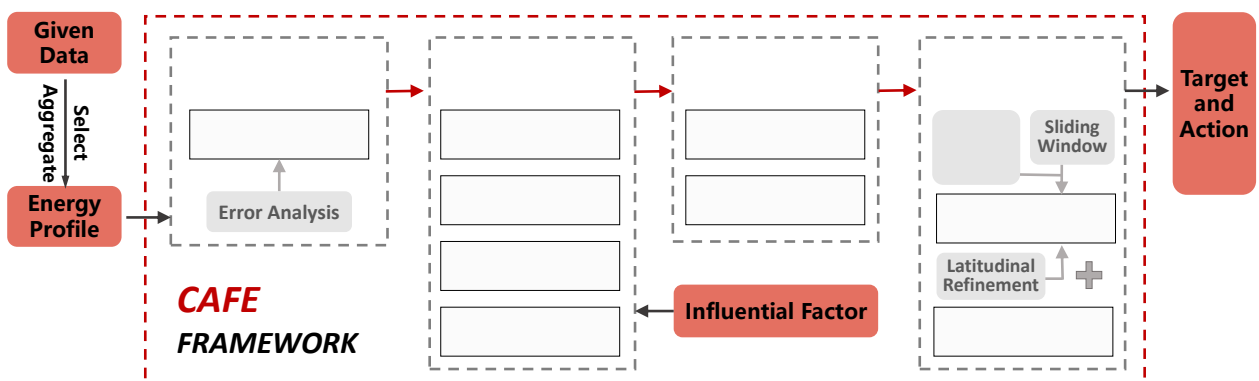 Given
Data
Select
Aggregate
Energy
Profile
Error Analysis
CAFE
FRAMEWORK
Influential Factor
Sliding
Window
Latitudinal
Refinement
Target
and
Action